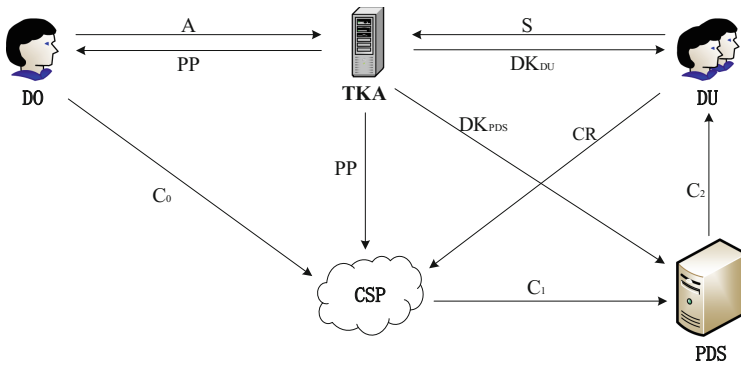 A
S
PP
DK_DU
DO
TKA
DU
DK_PDS
CR
PP
C_0
C_2
CSP
C_1
PDS